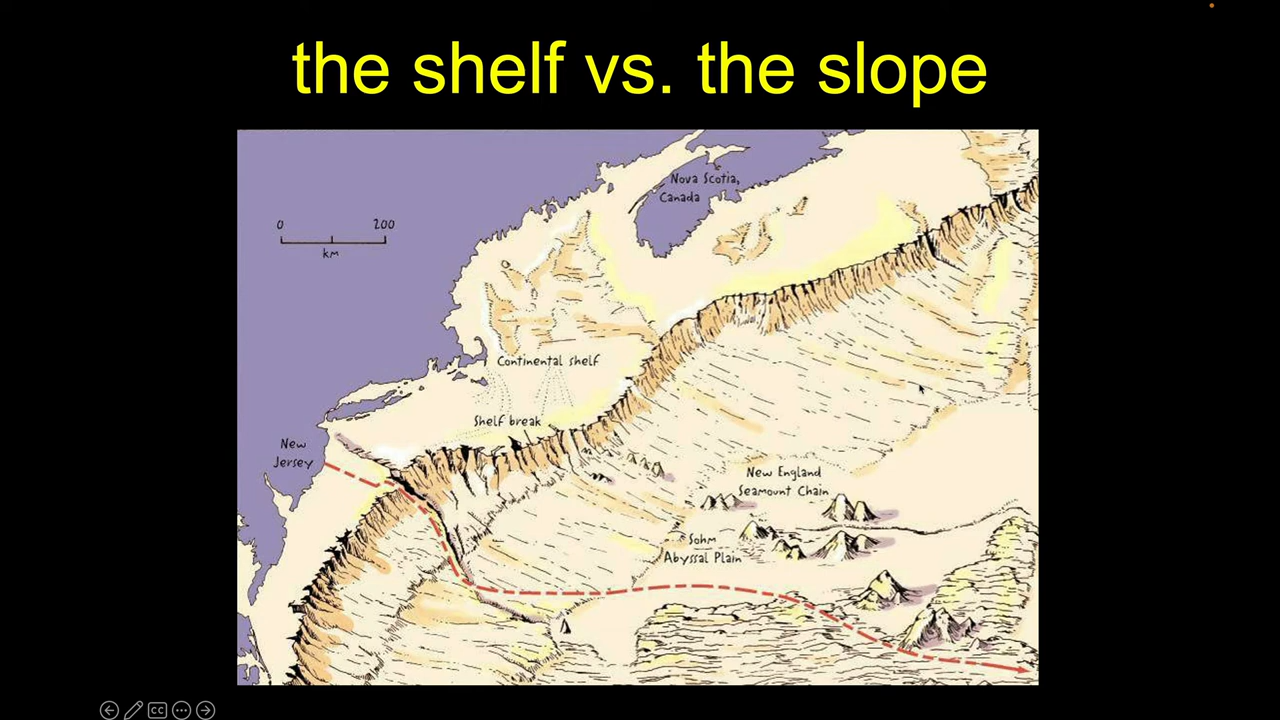 the shelf vs. the slope
Nova Scotia,
Canada
0 200
km
Continental shelf
Shelf break
New
Jersey
New England
Seamount Chain
Sohm
Abyssal Plain
CC